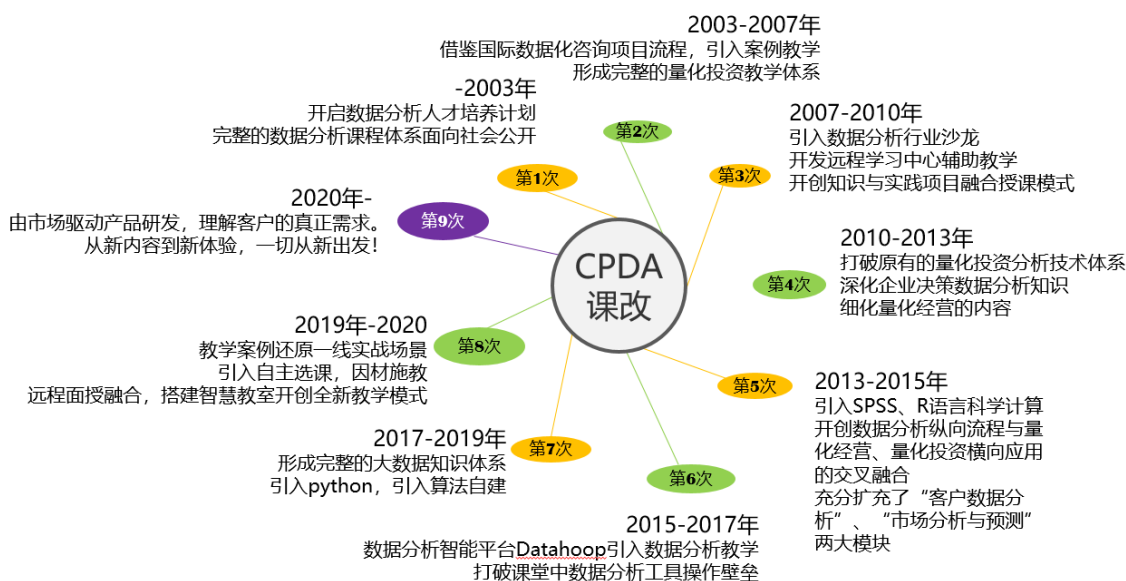 CPDA
课改
第1次
-2003年
开启数据分析人才培养计划
完整的数据分析课程体系面向社会公开
第2次
2003-2007年
借鉴国际数据化咨询项目流程，引入案例教学
形成完整的量化投资教学体系
第3次
2007-2010年
引入数据分析行业沙龙
开发远程学习中心辅助教学
开创知识与实践项目融合授课模式
第4次
2010-2013年
打破原有的量化投资分析技术体系
深化企业决策数据分析知识
细化量化经营的内容
第5次
2013-2015年
引入SPSS、R语言科学计算
开创数据分析纵向流程与量
化经营、量化投资横向应用
的交叉融合
充分扩充了“客户数据分
析”、“市场分析与预测”
两大模块
第6次
2015-2017年
数据分析智能平台Datahoop引入数据分析教学
打破课堂中数据分析工具操作壁垒
第7次
2017-2019年
形成完整的大数据知识体系
引入python，引入算法自建
第8次
2019年-2020
教学案例还原一线实战场景
引入自主选课，因材施教
远程面授融合，搭建智慧教室开创全新教学模式
第9次
2020年-
由市场驱动产品研发，理解客户的真正需求。
从新内容到新体验，一切从新出发！